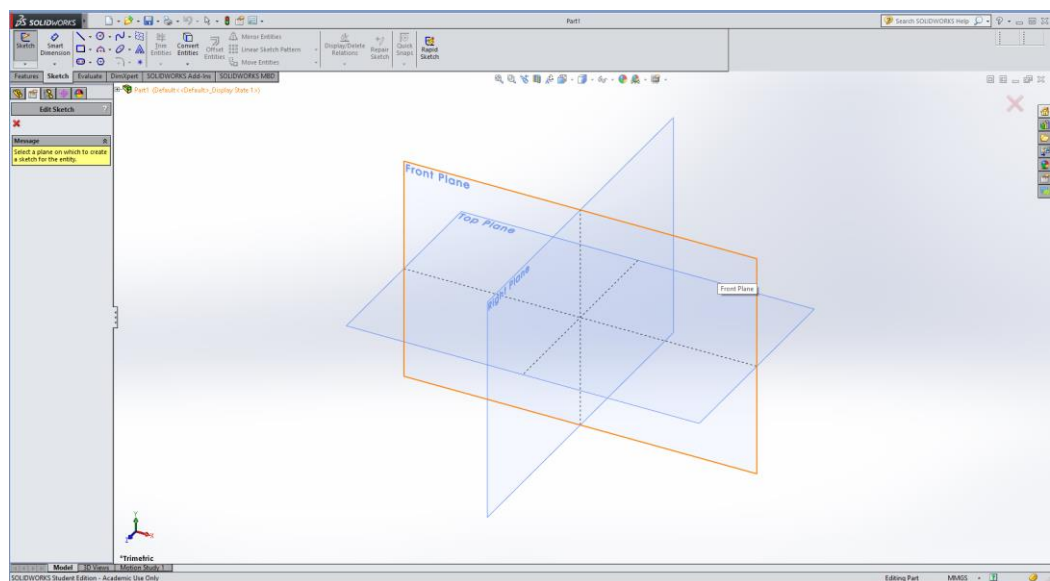 SOLIDWORKS
Part1
Search SOLIDWORKS Help
Sketch
Smart Dimension
Trim Entities
Convert Entities
Offset Entities
Mirror Entities
Linear Sketch Pattern
Move Entities
Display/Delete Relations
Repair Sketch
Quick Snaps
Rapid Sketch
Features Sketch Evaluate DimXpert SOLIDWORKS Add-Ins SOLIDWORKS MBD
Part1 (Default<<Default>_Display State 1>)
Edit Sketch
Message
Select a plane on which to create
a sketch for the entity.
Front Plane
Top Plane
Right Plane
Front Plane
Y
X
Z
*Trimetric
Model 3D Views Motion Study 1
SOLIDWORKS Student Edition - Academic Use Only
Editing Part MMGS